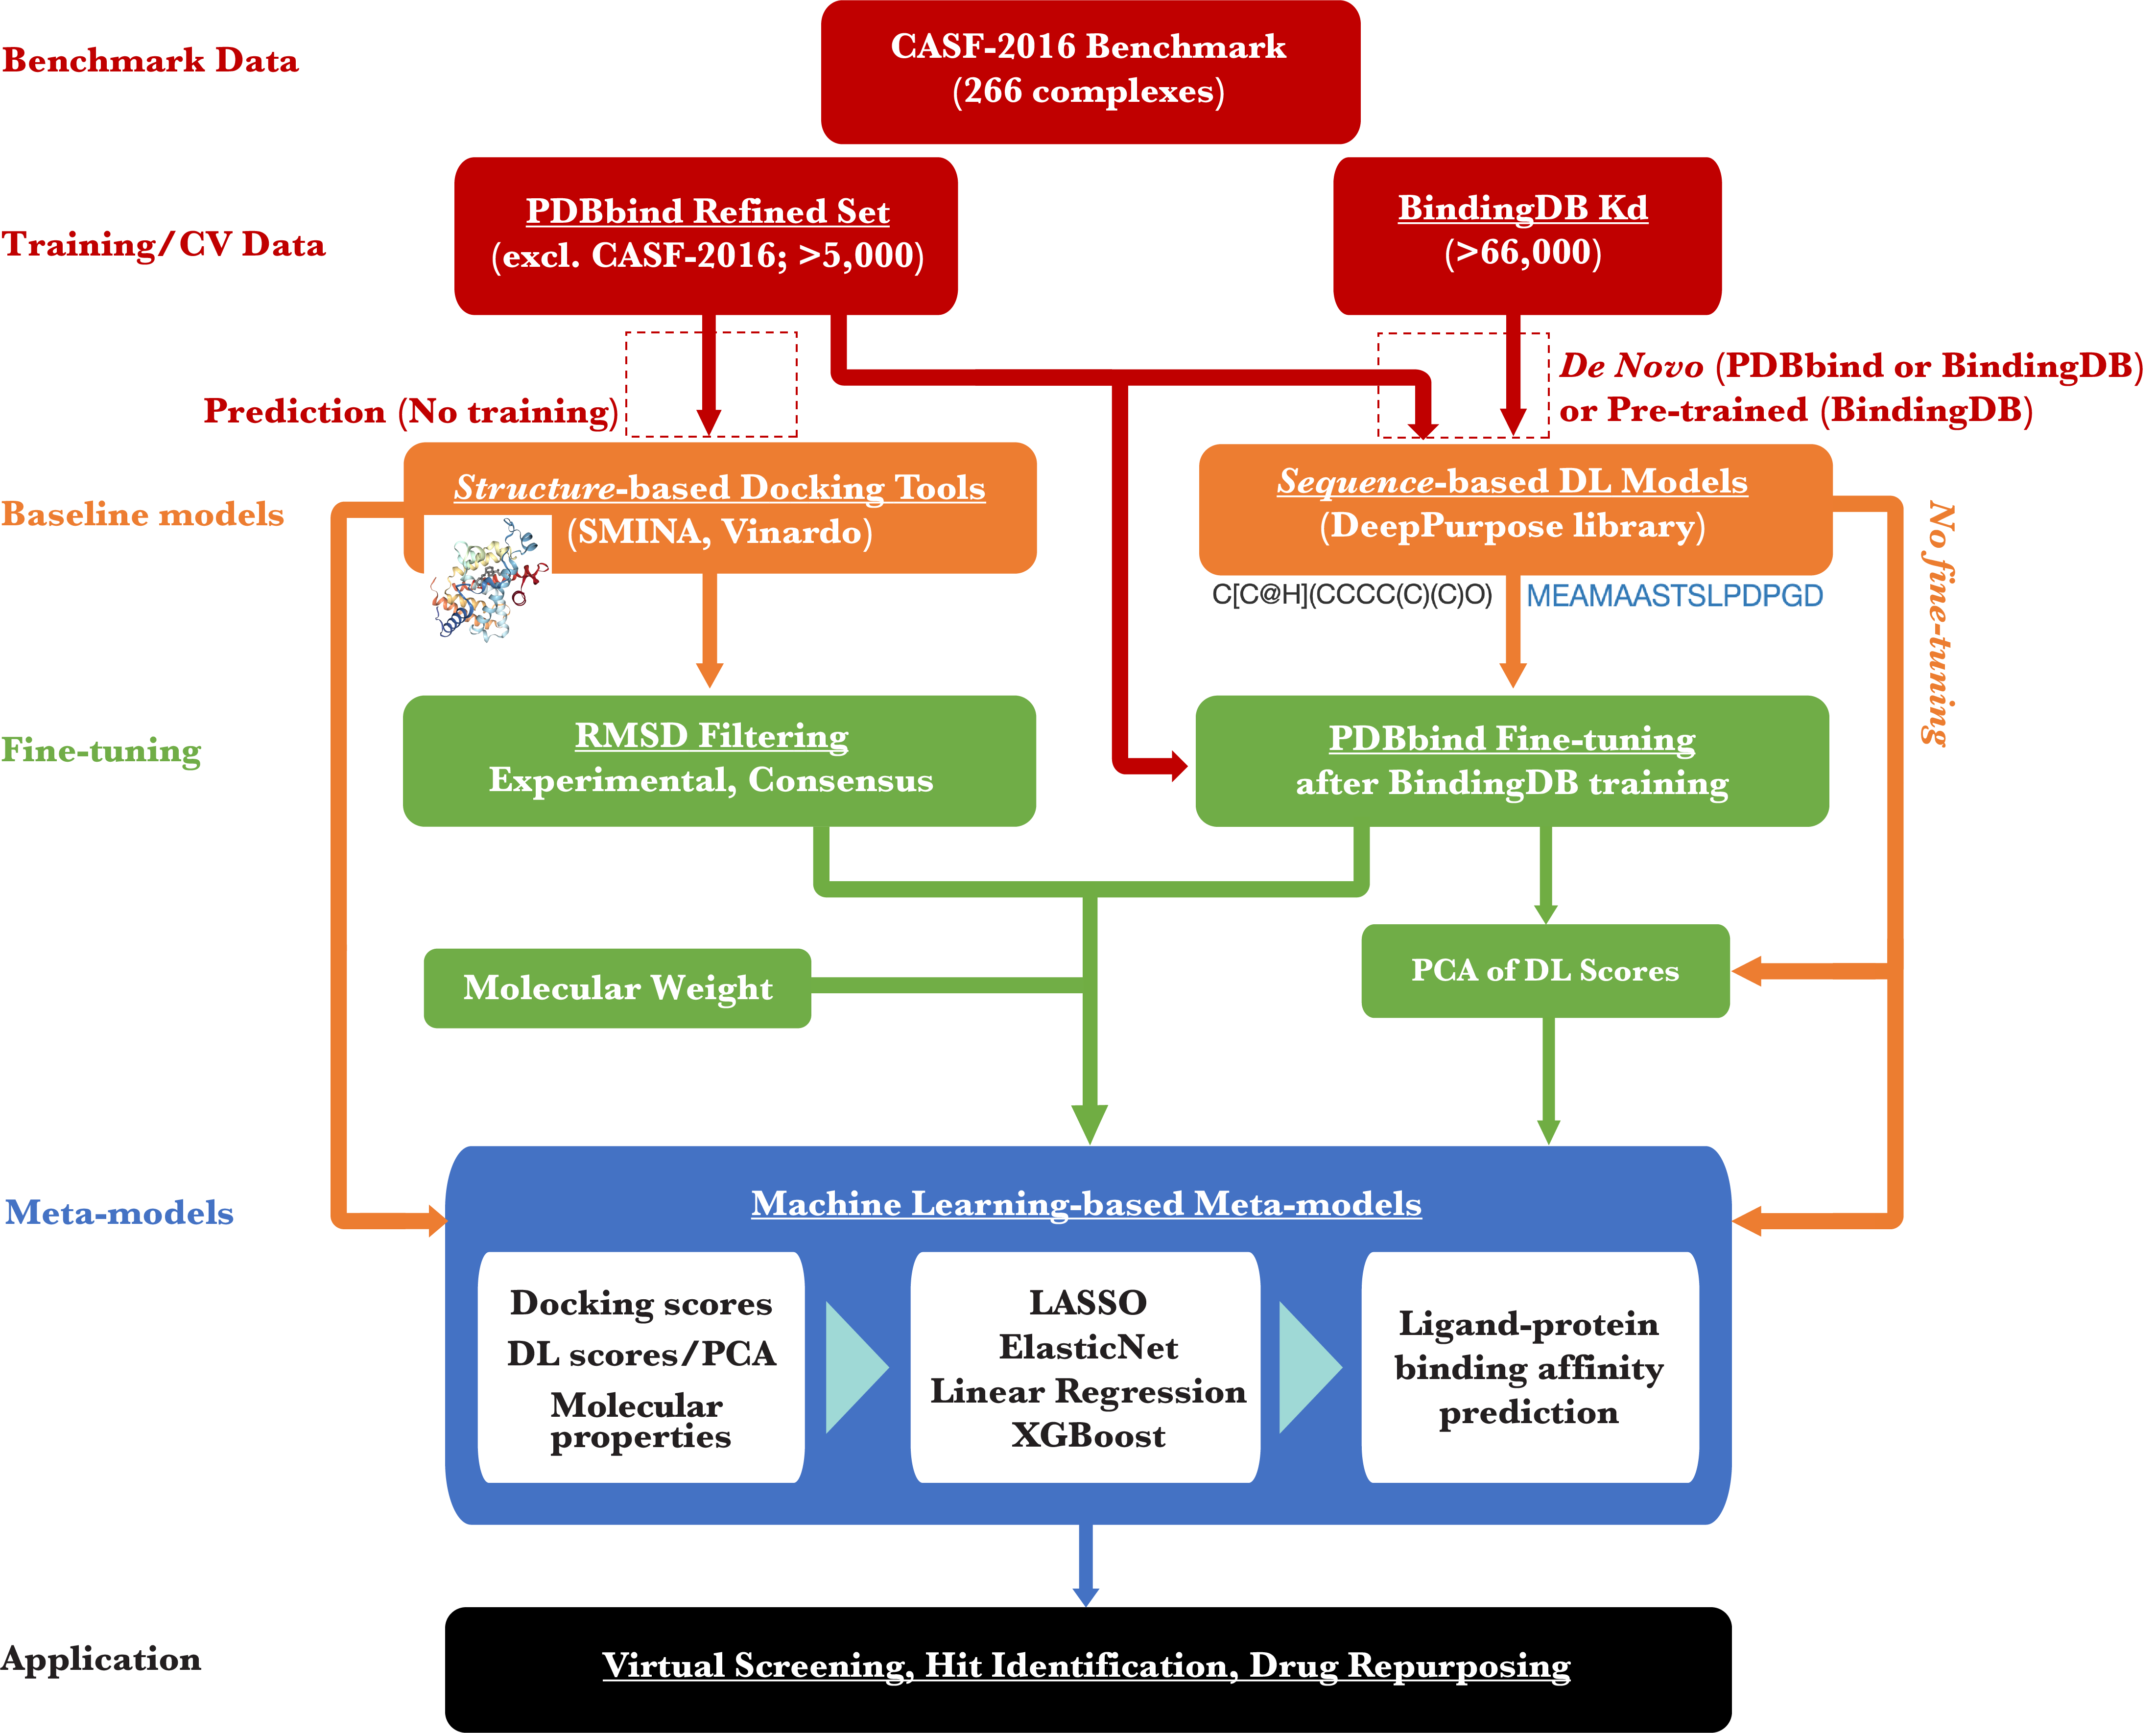 Benchmark Data
CASF-2016 Benchmark
(266 complexes)
Training/CV Data
PDBbind Refined Set
(excl. CASF-2016; >5,000)
BindingDB Kd
(>66,000)
Prediction (No training)
De Novo (PDBbind or BindingDB)
or Pre-trained (BindingDB)
Baseline models
Structure-based Docking Tools
(SMINA, Vinardo)
Sequence-based DL Models
(DeepPurpose library)
C[C@H](CCCC(C)(C)O)
MEAMAASTSLPDPGD
No fine-tuning
Fine-tuning
RMSD Filtering
Experimental, Consensus
PDBbind Fine-tuning
after BindingDB training
Molecular Weight
PCA of DL Scores
Meta-models
Machine Learning-based Meta-models
Docking scores
DL scores/PCA
Molecular
properties
LASSO
ElasticNet
Linear Regression
XGBoost
Ligand-protein
binding affinity
prediction
Application
Virtual Screening, Hit Identification, Drug Repurposing